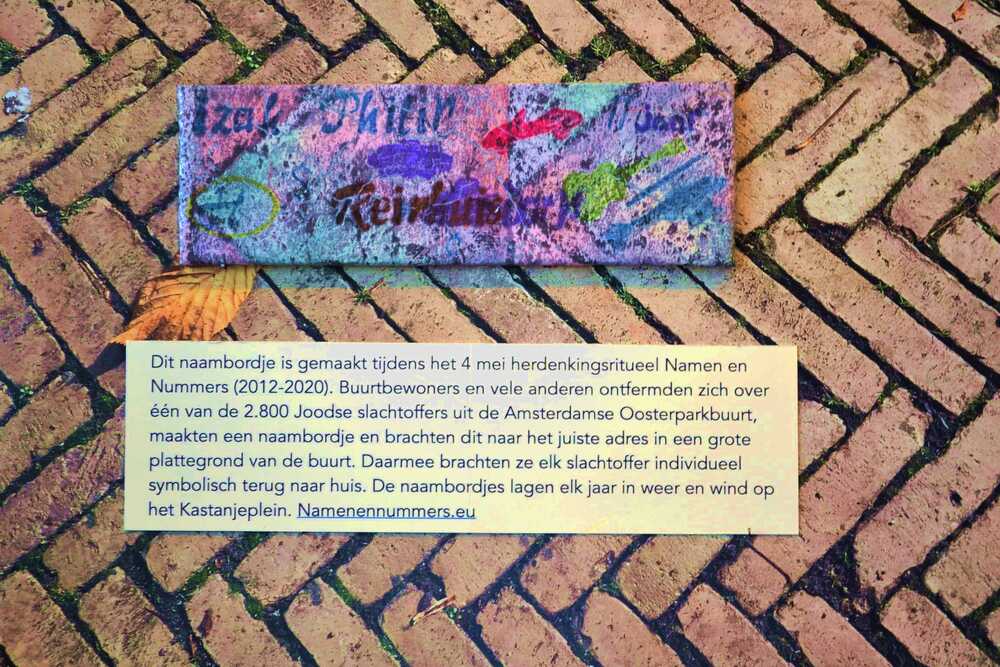 Izak Philip 11 jaar
Dit naambordje is gemaakt tijdens het 4 mei herdenkingsritueel Namen en
Nummers (2012-2020). Buurtbewoners en vele anderen ontfermden zich over
één van de 2.800 Joodse slachtoffers uit de Amsterdamse Oosterparkbuurt,
maakten een naambordje en brachten dit naar het juiste adres in een grote
plattegrond van de buurt. Daarmee brachten ze elk slachtoffer individueel
symbolisch terug naar huis. De naambordjes lagen elk jaar in weer en wind op
het Kastanjeplein. Namenennummers.eu